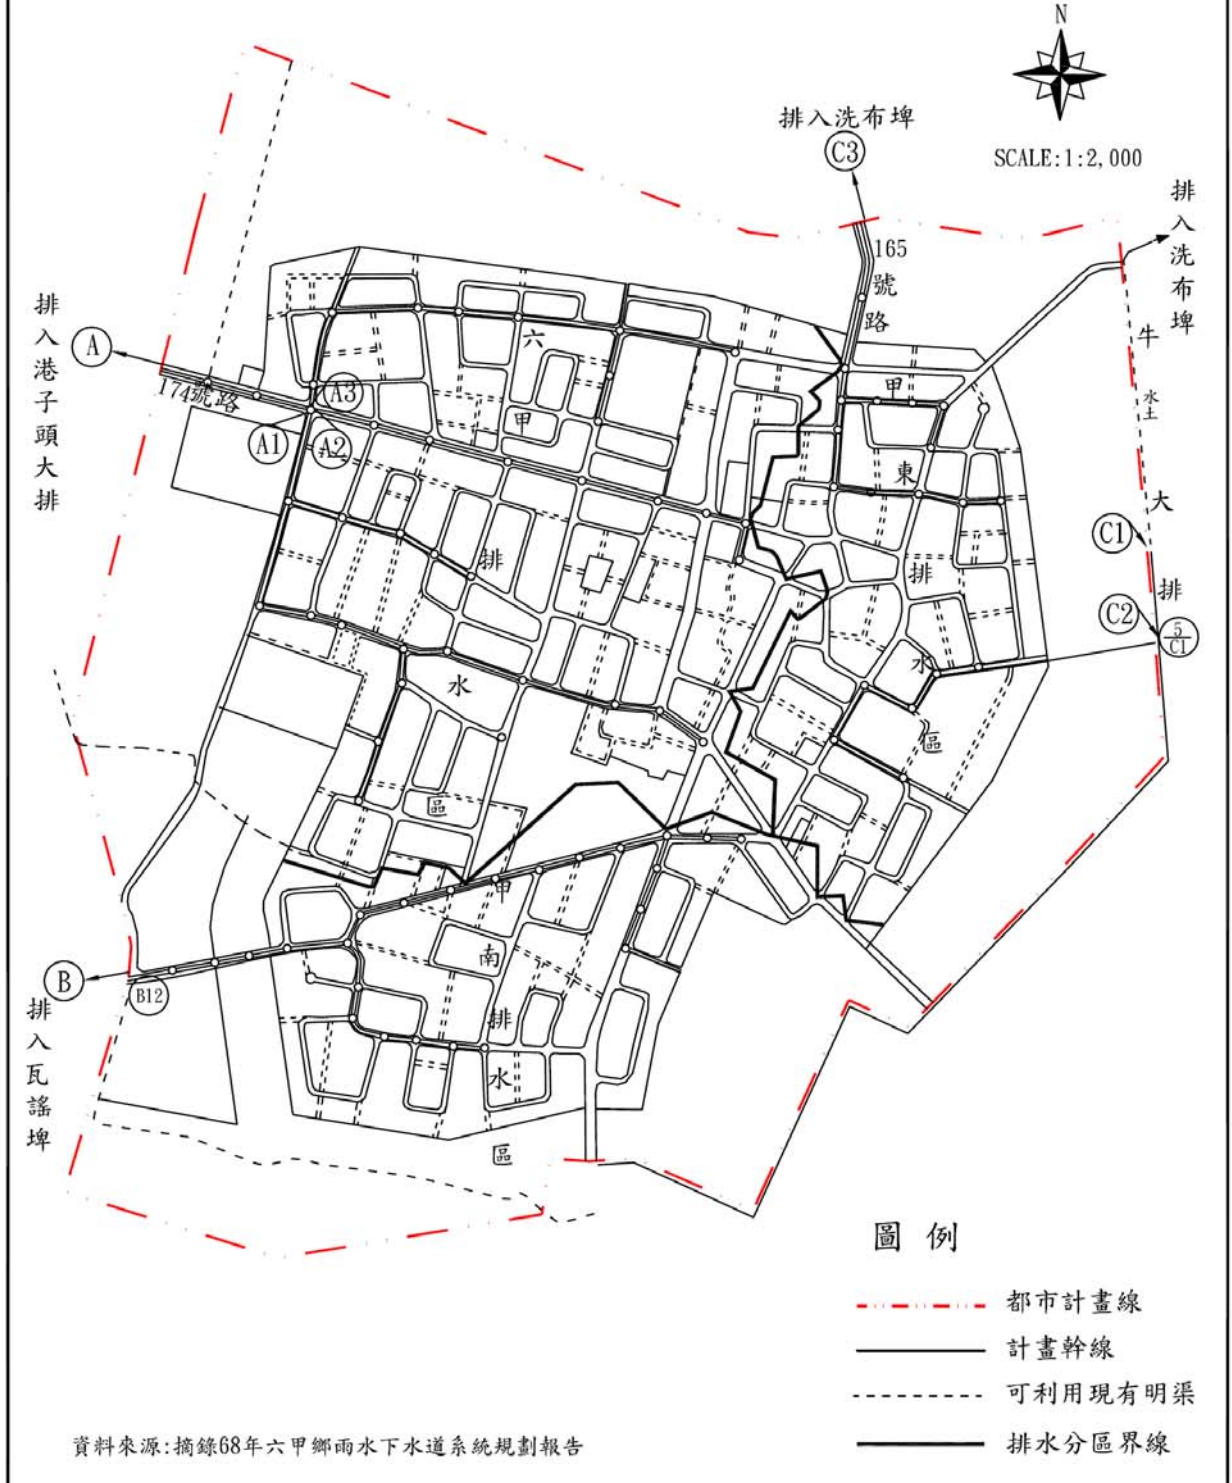 N
SCALE:1:2,000
排入洗布埤
C3
排入洗布埤
165號路
排入港子頭大排
A
174號路
A3
A1
A2
六甲排水區
甲東排水區
牛
水土
大排
C1
C2
5
C1
甲南排水區
B
B12
排入瓦謠埤
圖例
都市計畫線
計畫幹線
可利用現有明渠
排水分區界線
資料來源:摘錄68年六甲鄉雨水下水道系統規劃報告